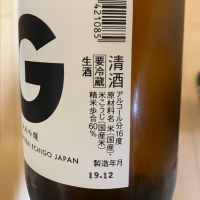 421085
G
吟醸
ECHIGO JAPAN
清酒
要冷蔵
生酒
アルコール分16度
原材料名 米(国産)
米こうじ(国産米)
精米歩合60%
製造年月
19.12